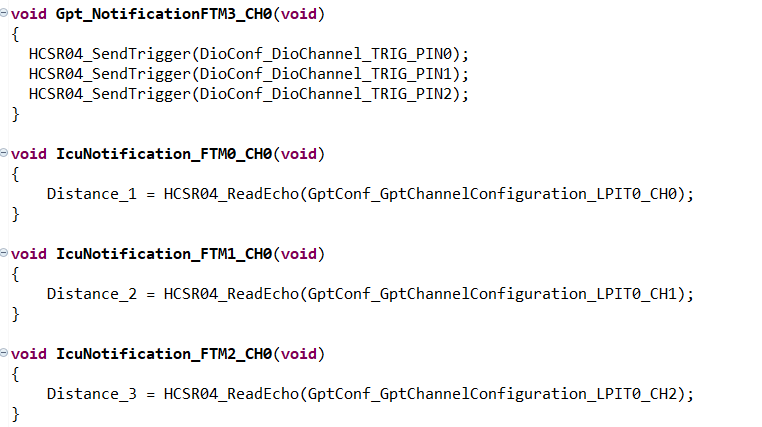 void Gpt_NotificationFTM3_CH0(void)
{
  HCSR04_SendTrigger(DioConf_DioChannel_TRIG_PIN0);
  HCSR04_SendTrigger(DioConf_DioChannel_TRIG_PIN1);
  HCSR04_SendTrigger(DioConf_DioChannel_TRIG_PIN2);
}

void IcuNotification_FTM0_CH0(void)
{
    Distance_1 = HCSR04_ReadEcho(GptConf_GptChannelConfiguration_LPIT0_CH0);
}

void IcuNotification_FTM1_CH0(void)
{
    Distance_2 = HCSR04_ReadEcho(GptConf_GptChannelConfiguration_LPIT0_CH1);
}

void IcuNotification_FTM2_CH0(void)
{
    Distance_3 = HCSR04_ReadEcho(GptConf_GptChannelConfiguration_LPIT0_CH2);
}